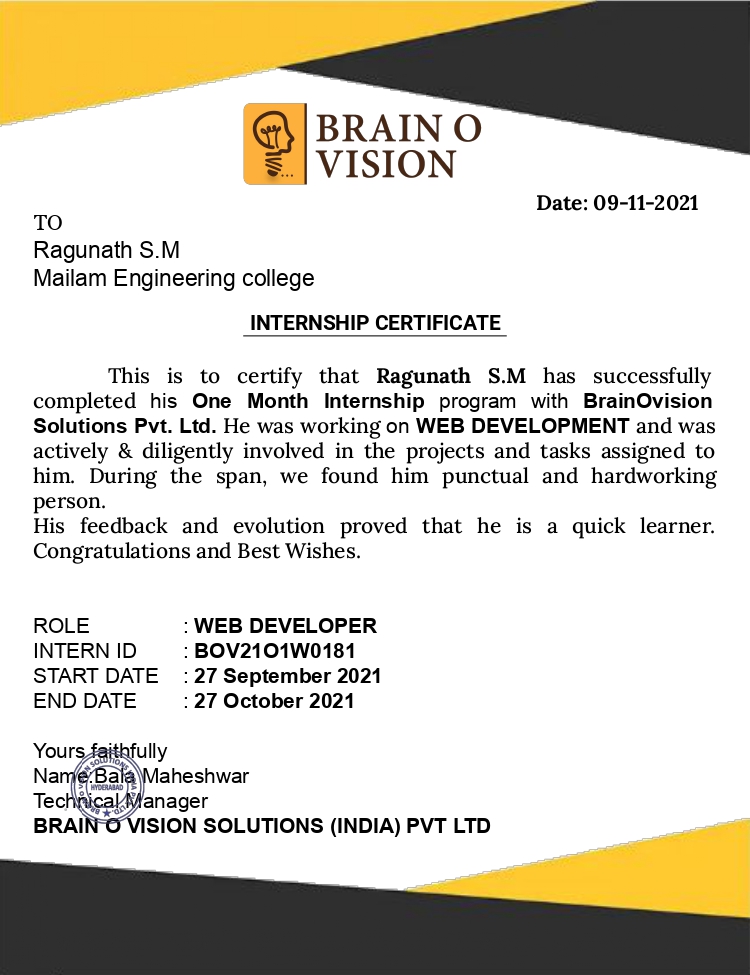 BRAIN O
VISION
Date: 09-11-2021
TO
Ragunath S.M
Mailam Engineering college
INTERNSHIP CERTIFICATE
This is to certify that Ragunath S.M has successfully
completed his One Month Internship program with BrainOvision
Solutions Pvt. Ltd. He was working on WEB DEVELOPMENT and was
actively & diligently involved in the projects and tasks assigned to
him. During the span, we found him punctual and hardworking
person.
His feedback and evolution proved that he is a quick learner.
Congratulations and Best Wishes.
ROLE : WEB DEVELOPER
INTERN ID : BOV21O1W0181
START DATE : 27 September 2021
END DATE : 27 October 2021
Yours faithfully
Name:Bala Maheshwar
Technical Manager
BRAIN O VISION SOLUTIONS (INDIA) PVT LTD
BRAIN O VISION SOLUTIONS INDIA PVT. LTD.
HYDERABAD